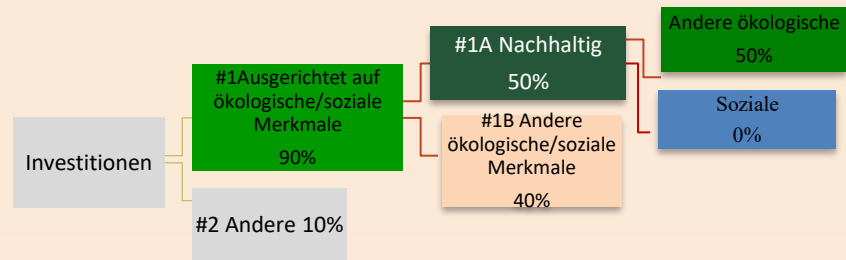 Investitionen
#1Ausgerichtet auf
ökologische/soziale
Merkmale
90%
#2 Andere 10%
#1A Nachhaltig
50%
#1B Andere
ökologische/soziale
Merkmale
40%
Andere ökologische
50%
Soziale
0%